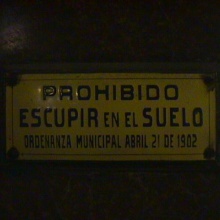 PROHIBIDO
ESCUPIR EN EL SUELO
ORDENANZA MUNICIPAL ABRIL 21 DE 1902